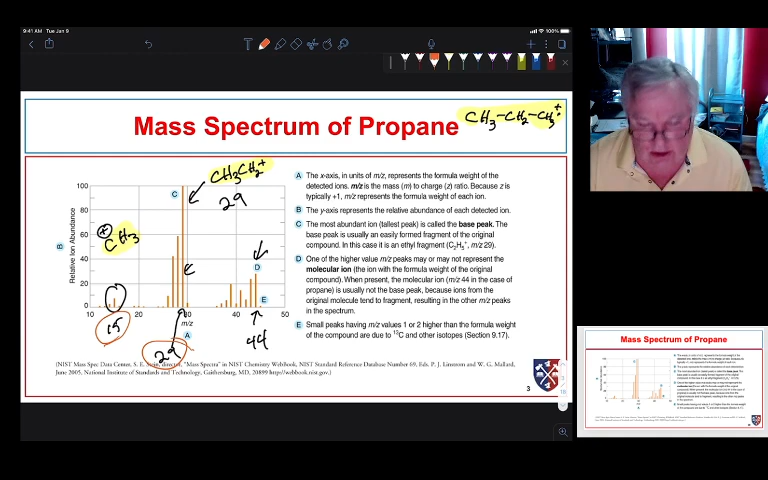 9:41 AM Tue Jan 9
100%
Mass Spectrum of Propane
CH3-CH2-CH3+•
CH3CH2+
29
+
CH3
Relative Ion Abundance
100
80
60
40
20
0
10
20
30
40
50
m/z
A
B
C
D
E
15
29
44
A The x-axis, in units of m/z, represents the formula weight of the
detected ions. m/z is the mass (m) to charge (z) ratio. Because z is
typically +1, m/z represents the formula weight of each ion.
B The y-axis represents the relative abundance of each detected ion.
C The most abundant ion (tallest peak) is called the base peak. The
base peak is usually an easily formed fragment of the original
compound. In this case it is an ethyl fragment (C2H5+, m/z 29).
D One of the higher value m/z peaks may or may not represent the
molecular ion (the ion with the formula weight of the original
compound). When present, the molecular ion (m/z 44 in the case of
propane) is usually not the base peak, because ions from the
original molecule tend to fragment, resulting in the other m/z peaks
in the spectrum.
E Small peaks having m/z values 1 or 2 higher than the formula weight
of the compound are due to 13C and other isotopes (Section 9.17).
(NIST Mass Spec Data Center, S. E. Stein, director, "Mass Spectra" in NIST Chemistry WebBook, NIST Standard Reference Database Number 69, Eds. P. J. Linstrom and W. G. Mallard,
June 2005, National Institute of Standards and Technology, Gaithersburg, MD, 20899 http://webbook.nist.gov.)
3
Mass Spectrum of Propane